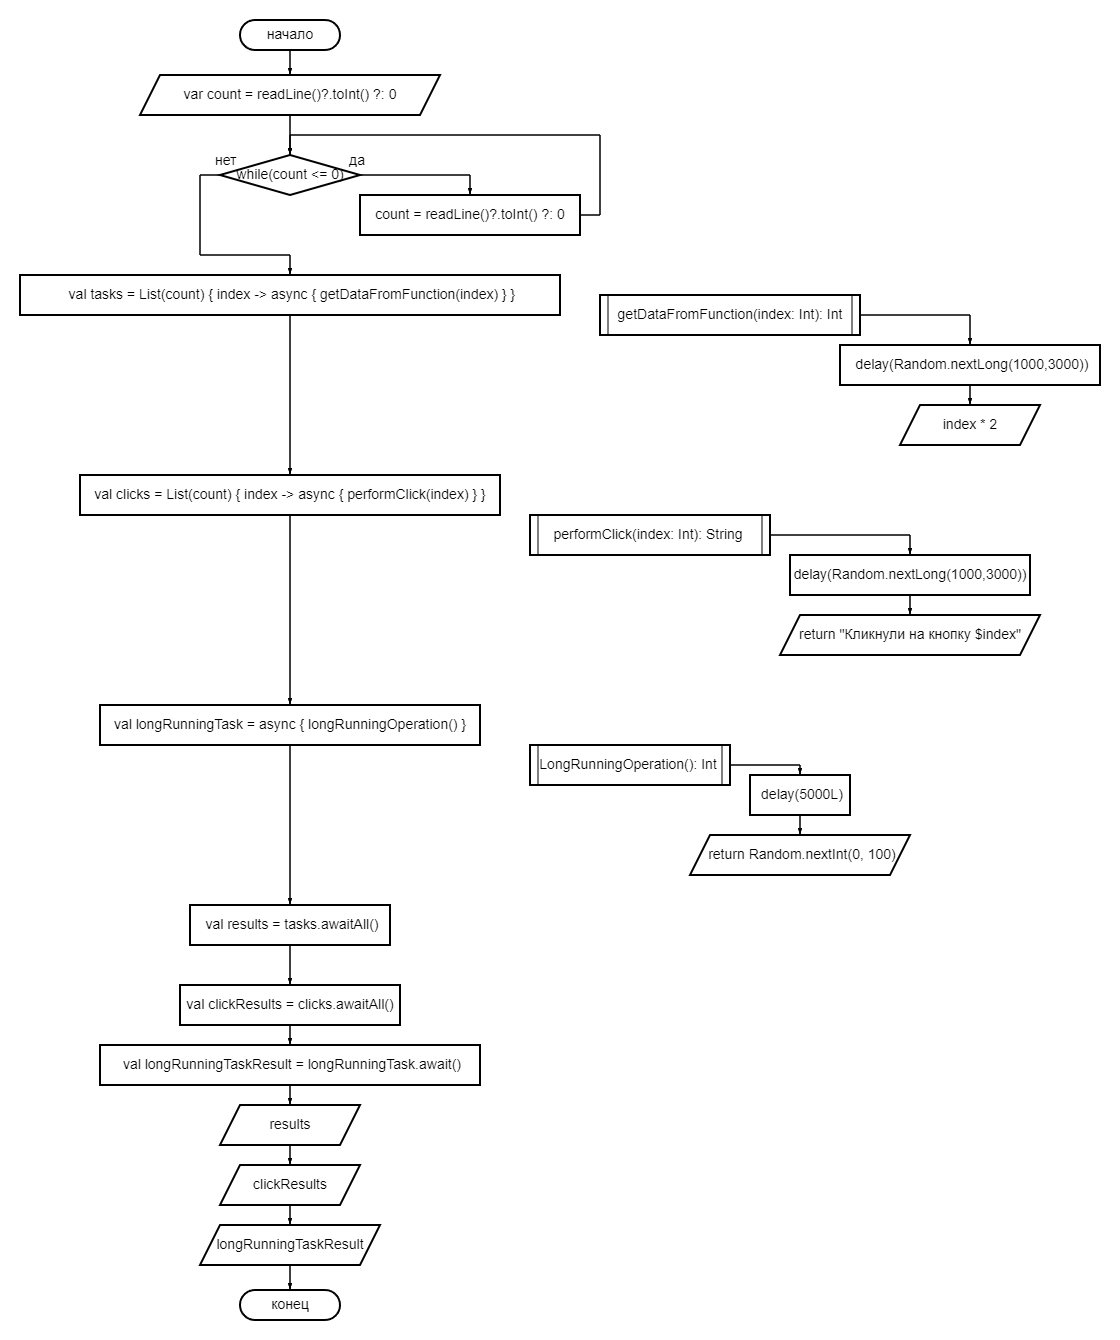 начало
var count = readLine()?.toInt() ?: 0
нет
да
while(count <= 0)
count = readLine()?.toInt() ?: 0
val tasks = List(count) { index -> async { getDataFromFunction(index) } }
getDataFromFunction(index: Int): Int
delay(Random.nextLong(1000,3000))
index * 2
val clicks = List(count) { index -> async { performClick(index) } }
performClick(index: Int): String
delay(Random.nextLong(1000,3000))
return "Кликнули на кнопку $index"
val longRunningTask = async { longRunningOperation() }
LongRunningOperation(): Int
delay(5000L)
return Random.nextInt(0, 100)
val results = tasks.awaitAll()
val clickResults = clicks.awaitAll()
val longRunningTaskResult = longRunningTask.await()
results
clickResults
longRunningTaskResult
конец